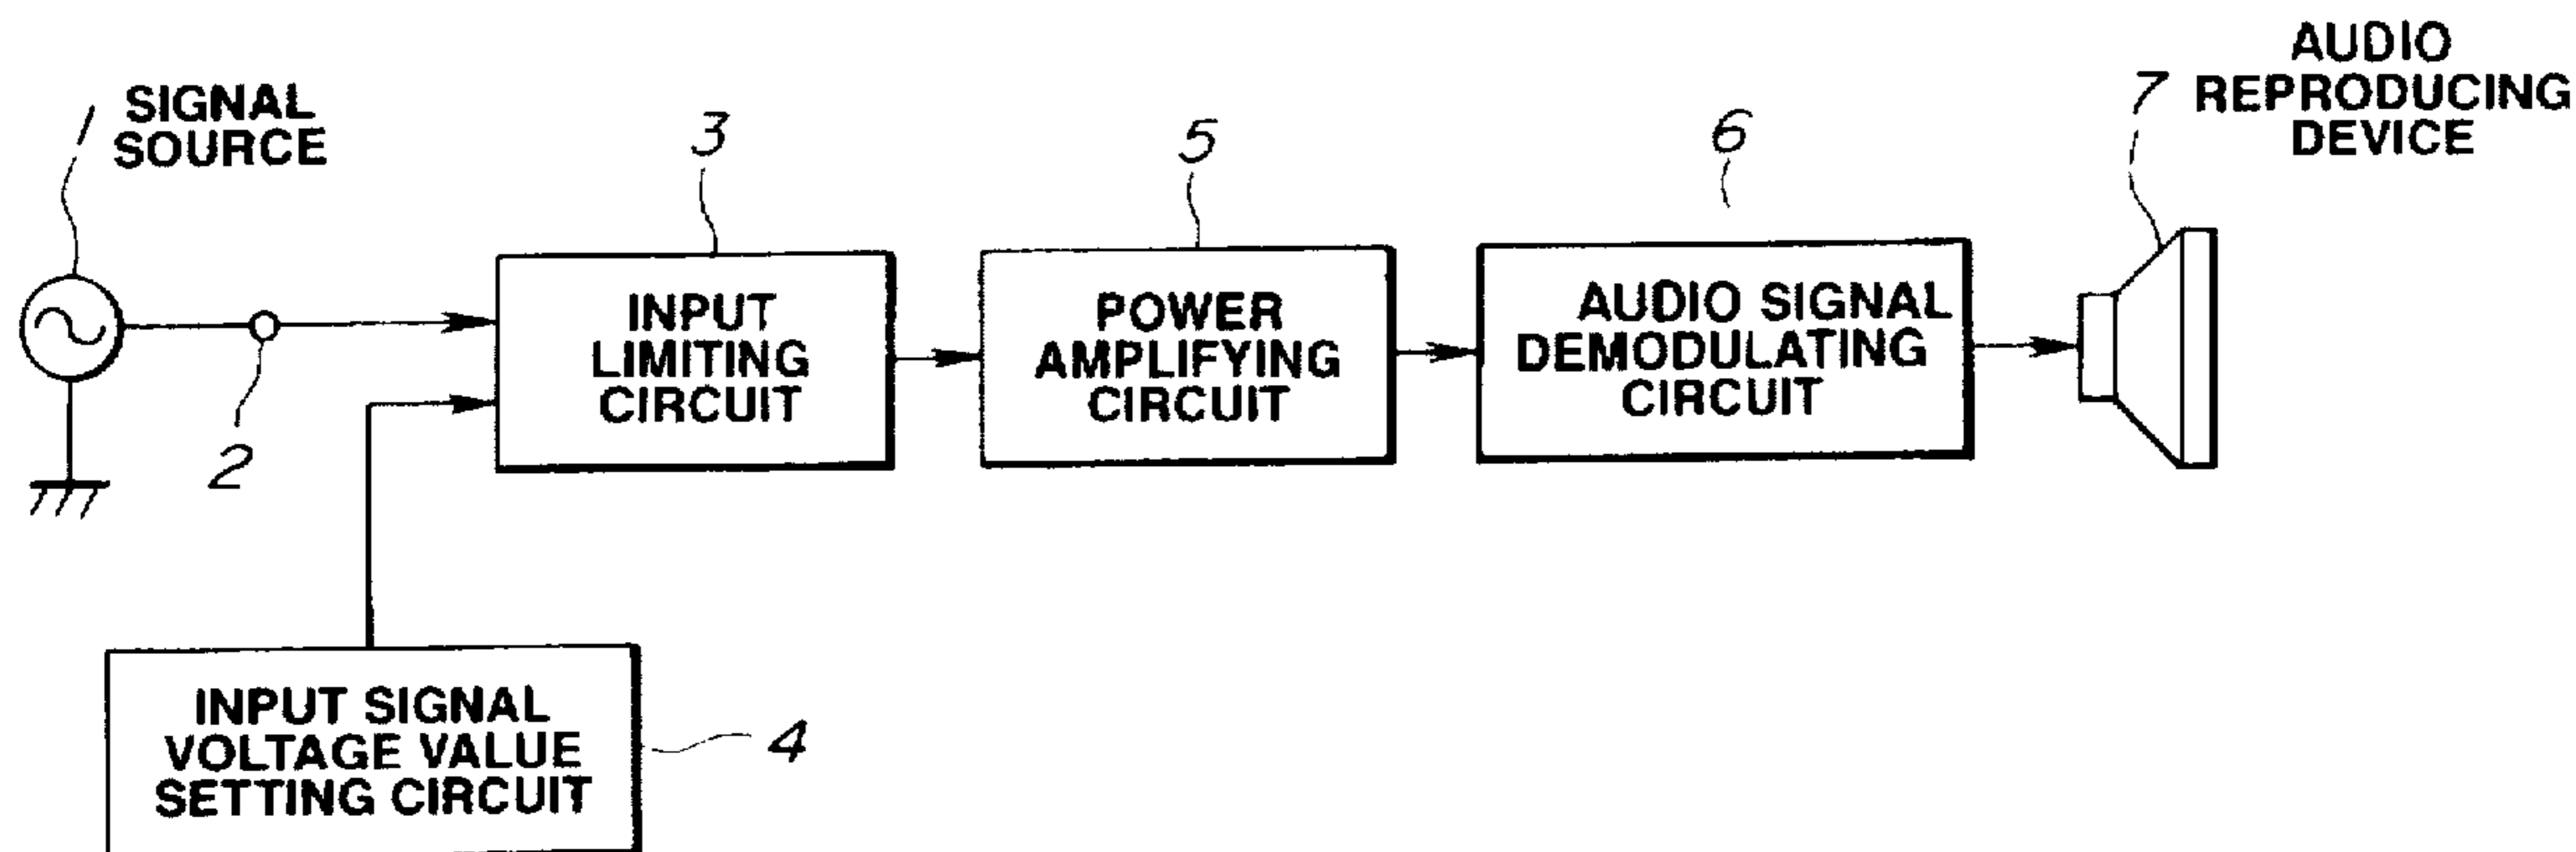 1
SIGNAL
SOURCE
2
3
INPUT
LIMITING
CIRCUIT
5
POWER
AMPLIFYING
CIRCUIT
6
AUDIO SIGNAL
DEMODULATING
CIRCUIT
7
AUDIO
REPRODUCING
DEVICE
INPUT SIGNAL
VOLTAGE VALUE
SETTING CIRCUIT
4